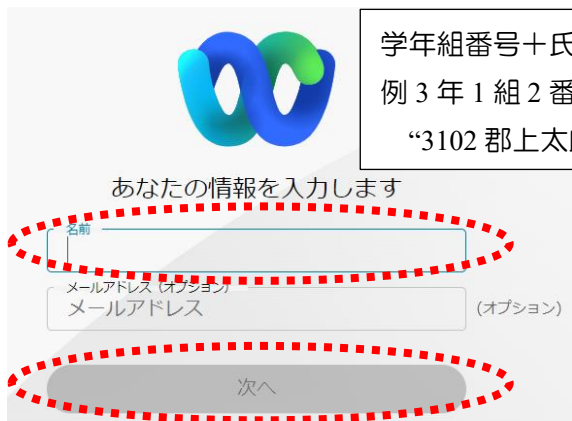 学年組番号+氏
例 3 年 1 組 2 番
“3102 郡上太
あなたの情報を入力します
名前
メールアドレス (オプション)
メールアドレス
(オプション)
次へ